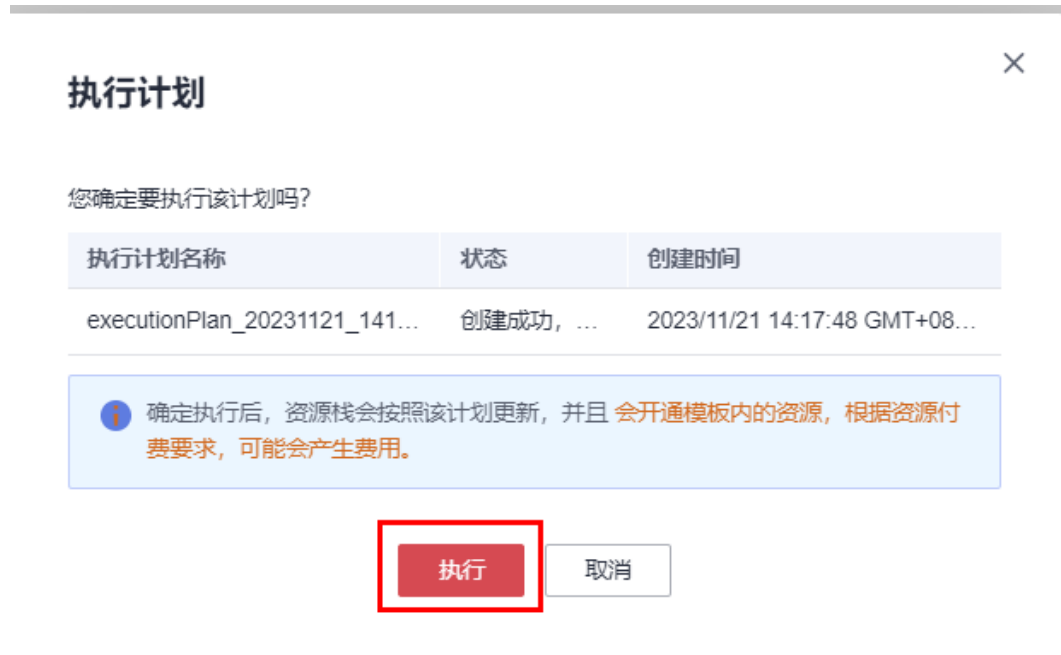 执行计划
您确定要执行该计划吗?
执行计划名称 状态 创建时间
executionPlan_20231121_141... 创建成功，... 2023/11/21 14:17:48 GMT+08...
确定执行后，资源栈会按照该计划更新，并且 会开通模板内的资源，根据资源付
费要求，可能会产生费用。
执行 取消